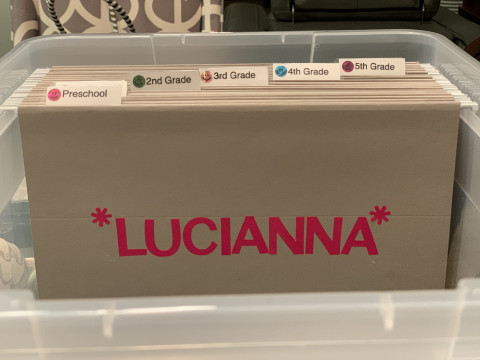 Preschool
2nd Grade
3rd Grade
4th Grade
5th Grade
*LUCIANNA*